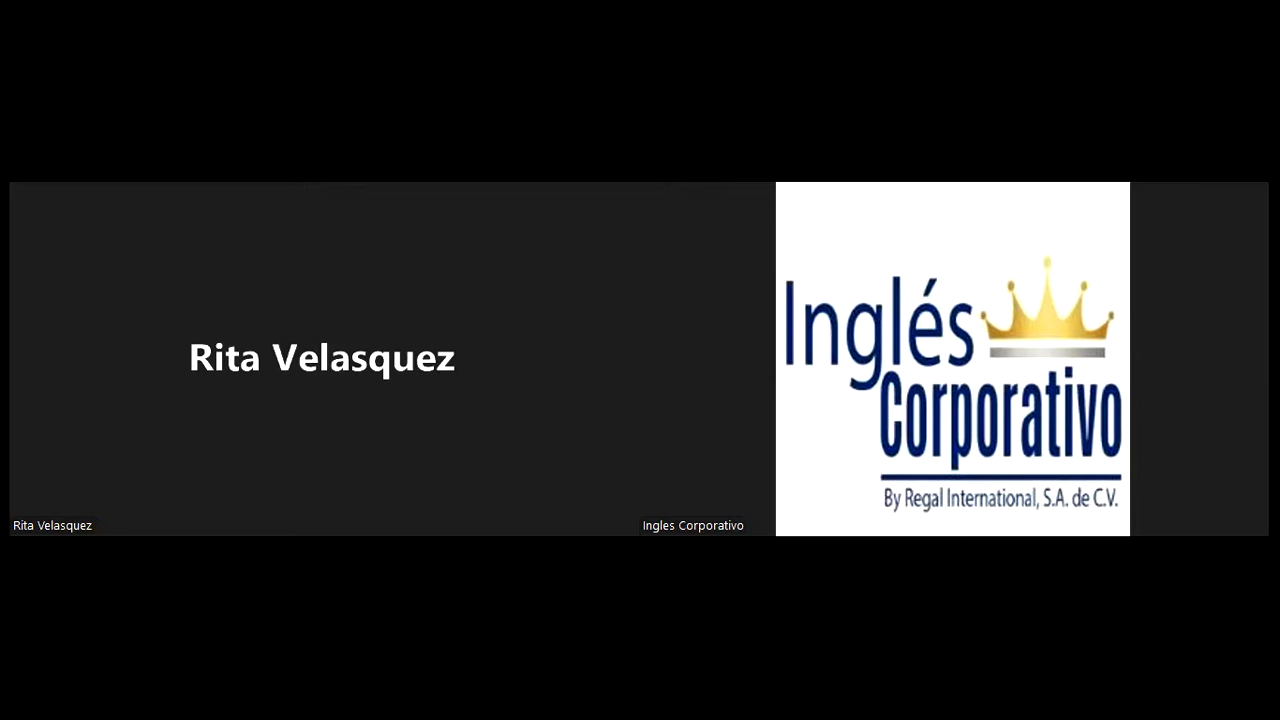 Rita Velasquez
Rita Velasquez
Inglés
Corporativo
By Regal International, S.A. de C.V.
Ingles Corporativo